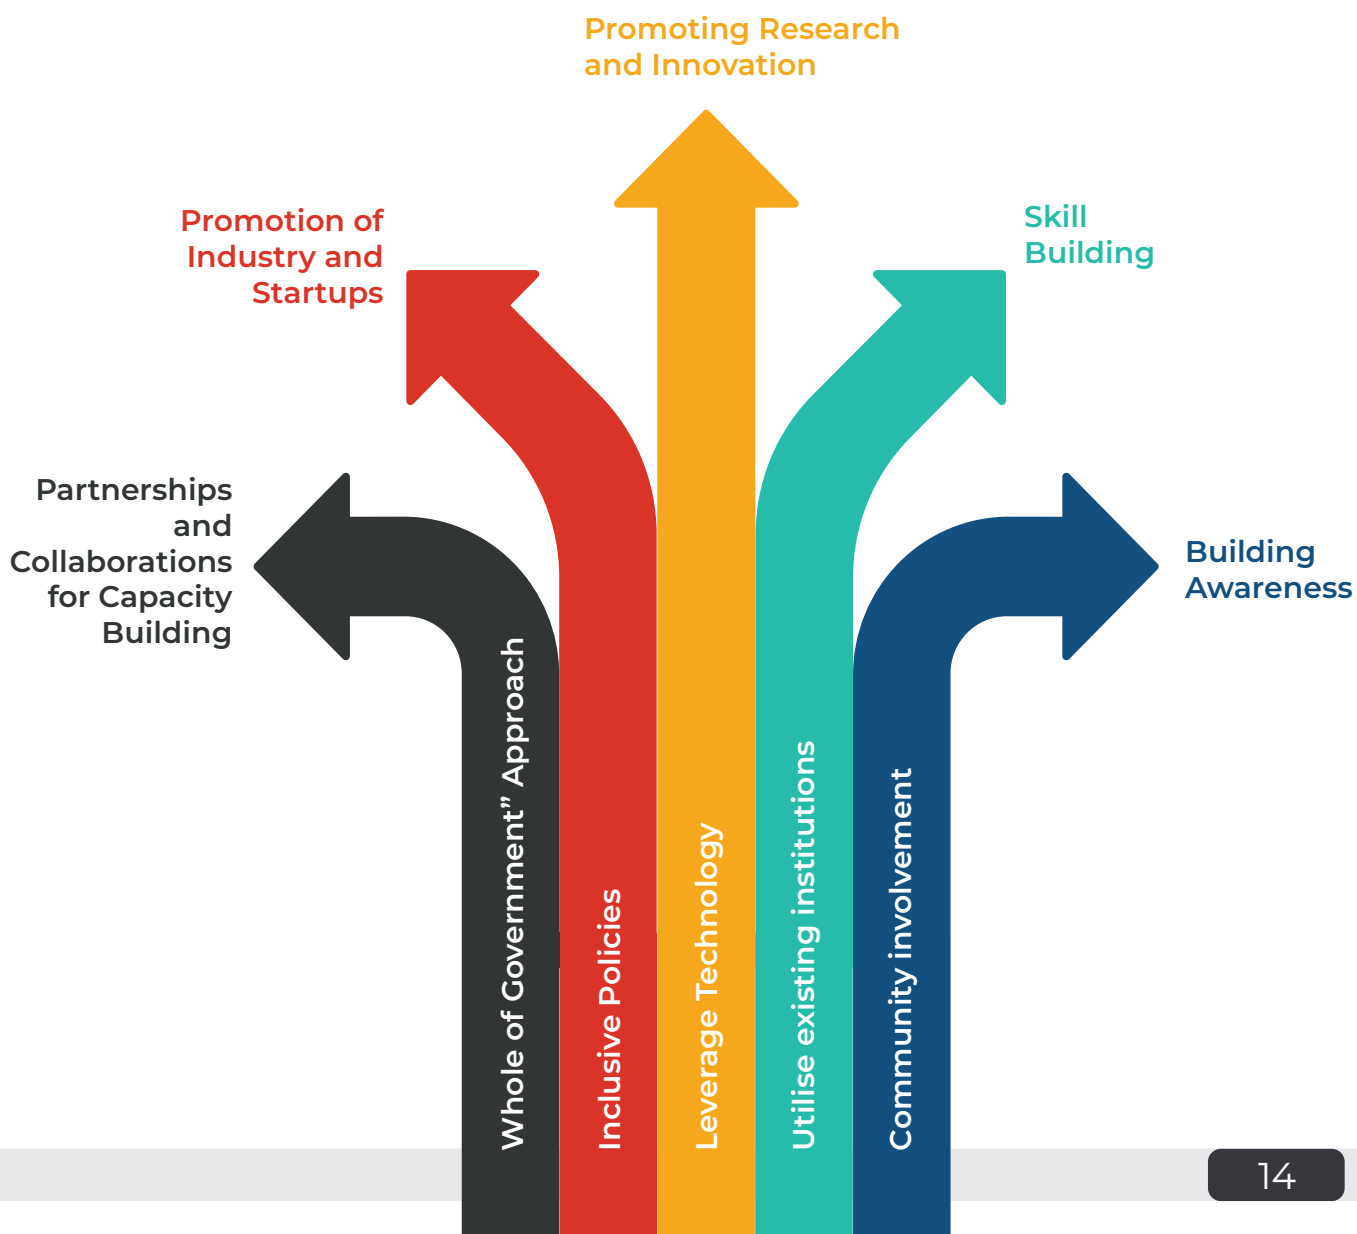 Promoting Research
and Innovation
Promotion of
Industry and
Startups
Skill
Building
Partnerships
and
Collaborations
for Capacity
Building
Building
Awareness
Whole of Government” Approach
Inclusive Policies
Leverage Technology
Utilise existing institutions
Community involvement
14